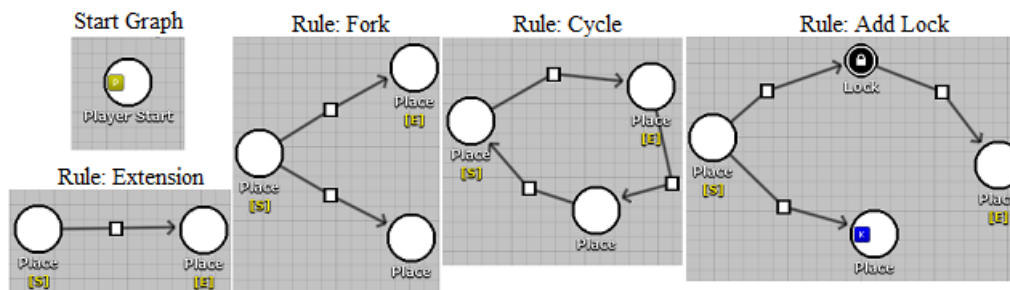 Start Graph
P
Player Start
Rule: Extension
Place
[S]
Place
[E]
Rule: Fork
Place
[E]
Place
[S]
Place
Rule: Cycle
Place
[E]
Place
[S]
Place
Rule: Add Lock
Lock
Place
[S]
Place
[E]
K
Place